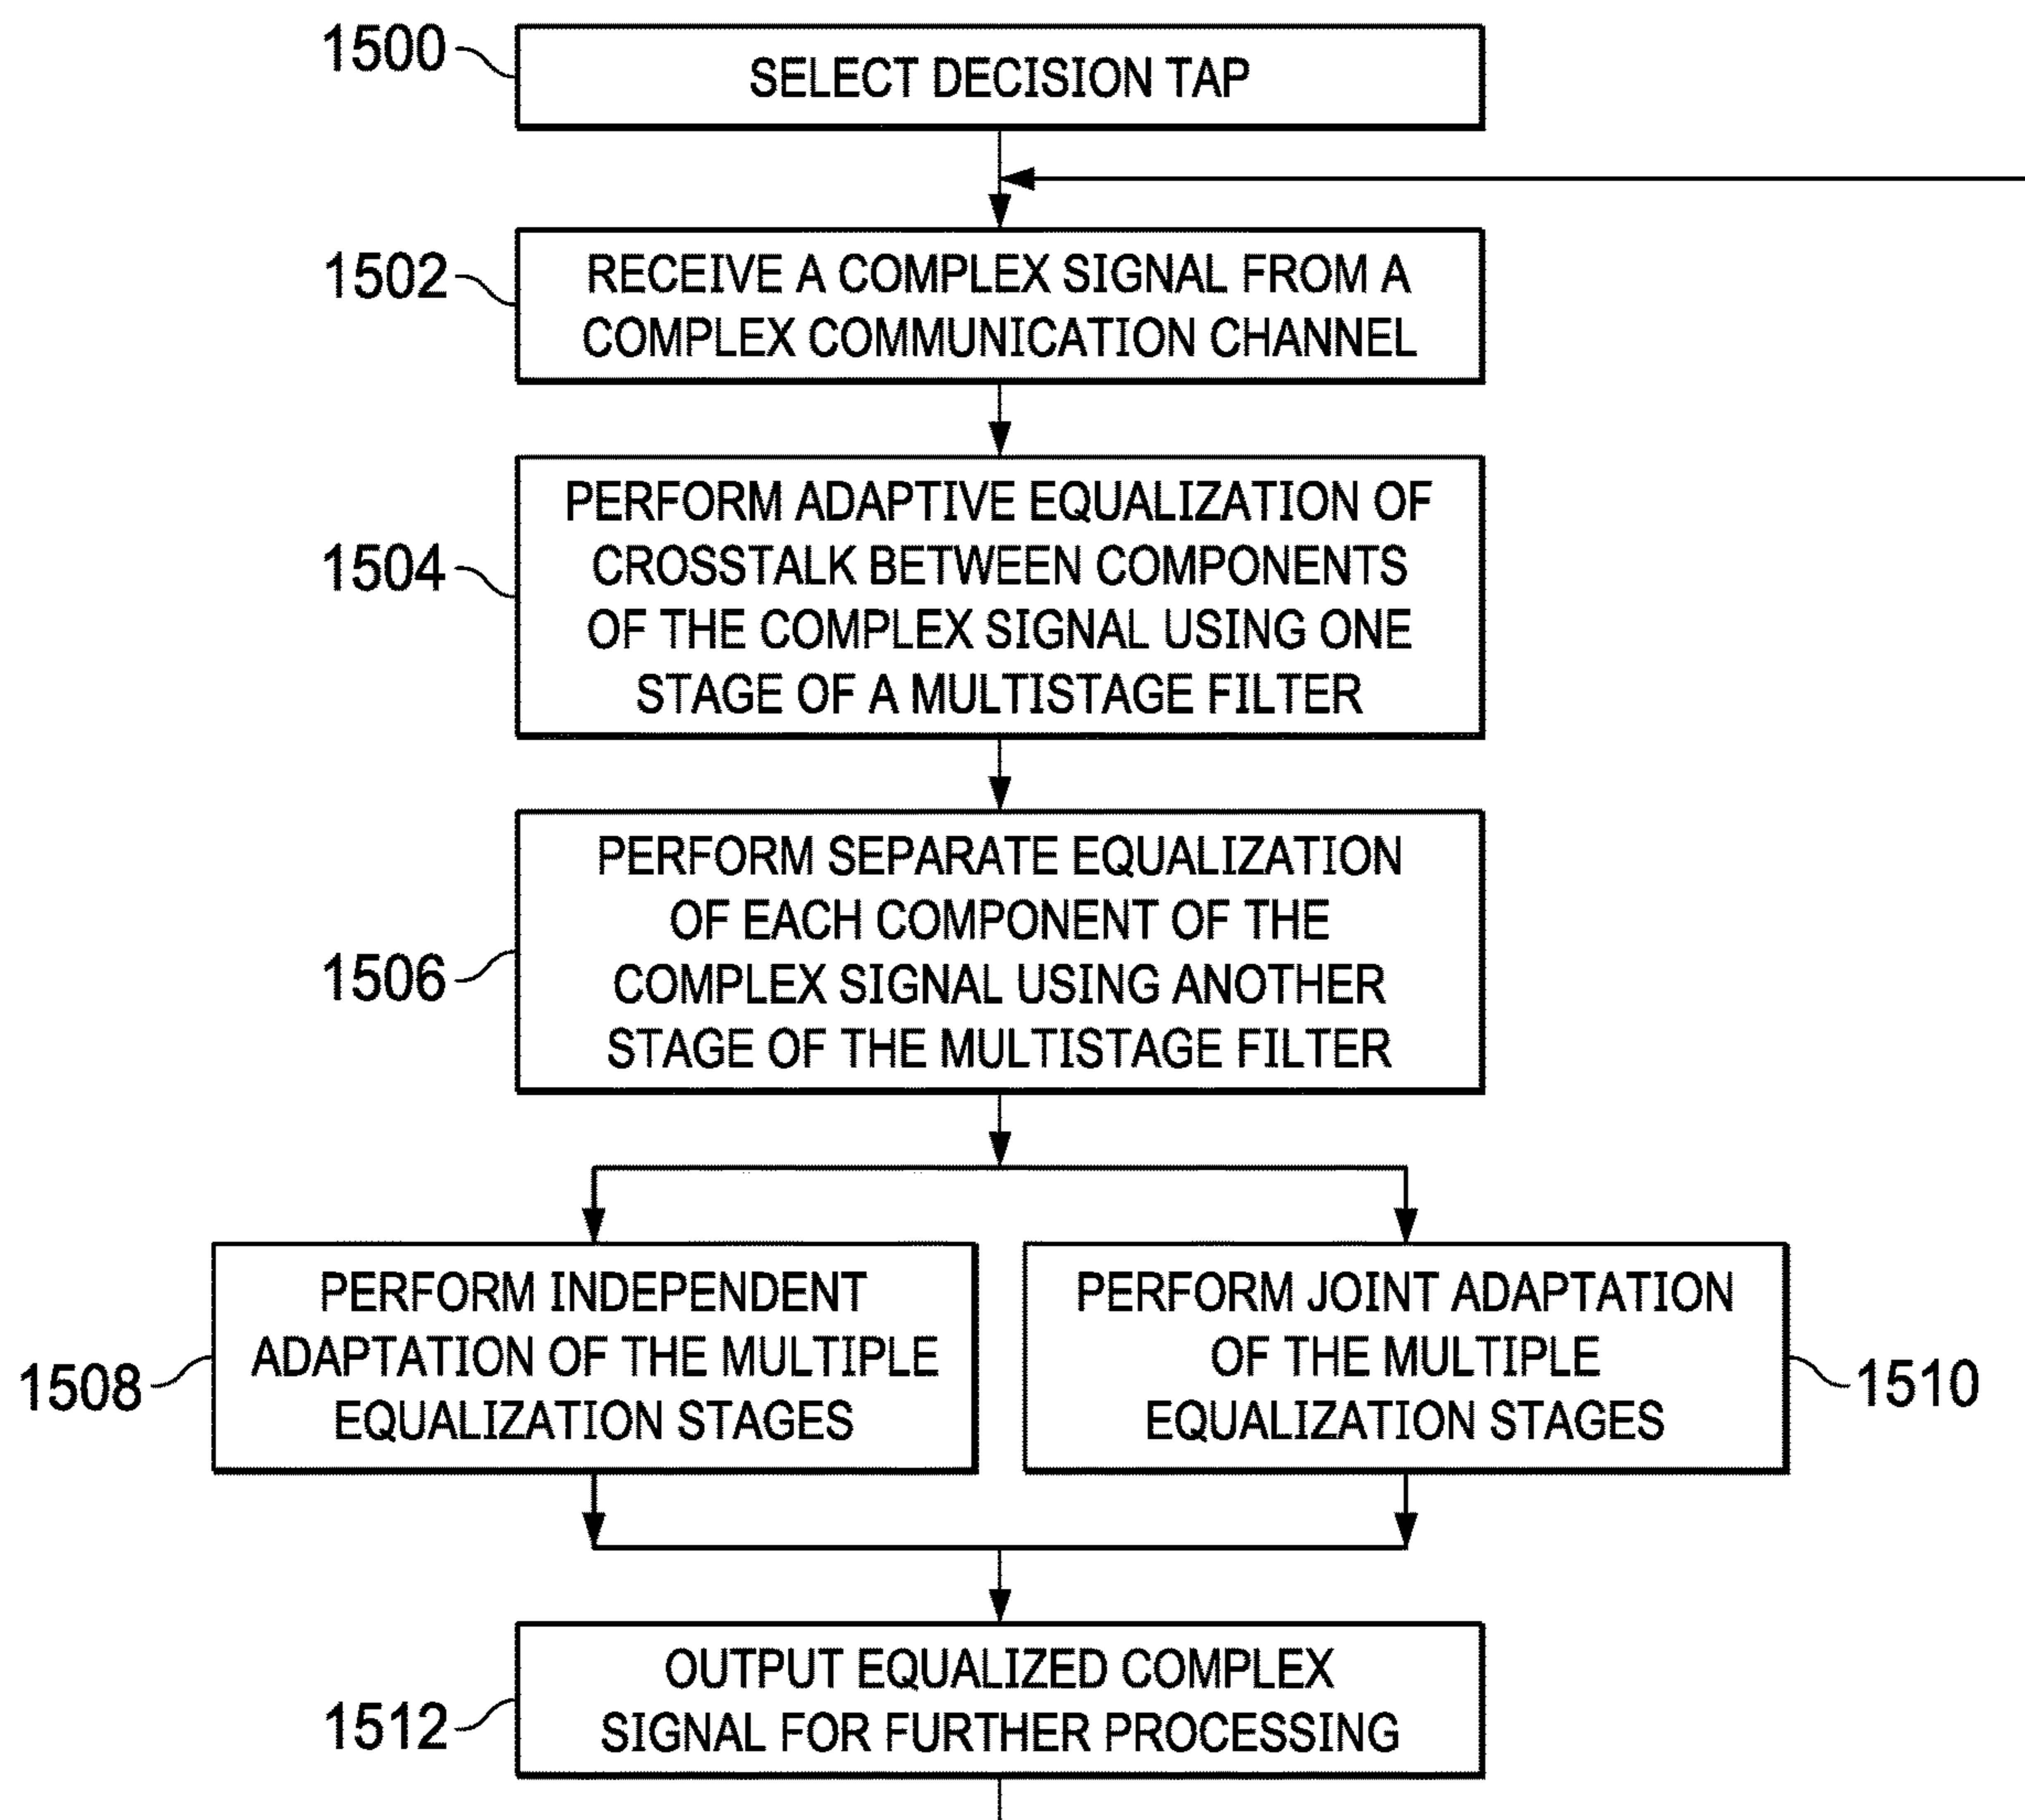 1500
SELECT DECISION TAP
1502
RECEIVE A COMPLEX SIGNAL FROM A
COMPLEX COMMUNICATION CHANNEL
1504
PERFORM ADAPTIVE EQUALIZATION OF
CROSSTALK BETWEEN COMPONENTS
OF THE COMPLEX SIGNAL USING ONE
STAGE OF A MULTISTAGE FILTER
1506
PERFORM SEPARATE EQUALIZATION
OF EACH COMPONENT OF THE
COMPLEX SIGNAL USING ANOTHER
STAGE OF THE MULTISTAGE FILTER
1508
PERFORM INDEPENDENT
ADAPTATION OF THE MULTIPLE
EQUALIZATION STAGES
PERFORM JOINT ADAPTATION
OF THE MULTIPLE
EQUALIZATION STAGES
1510
1512
OUTPUT EQUALIZED COMPLEX
SIGNAL FOR FURTHER PROCESSING